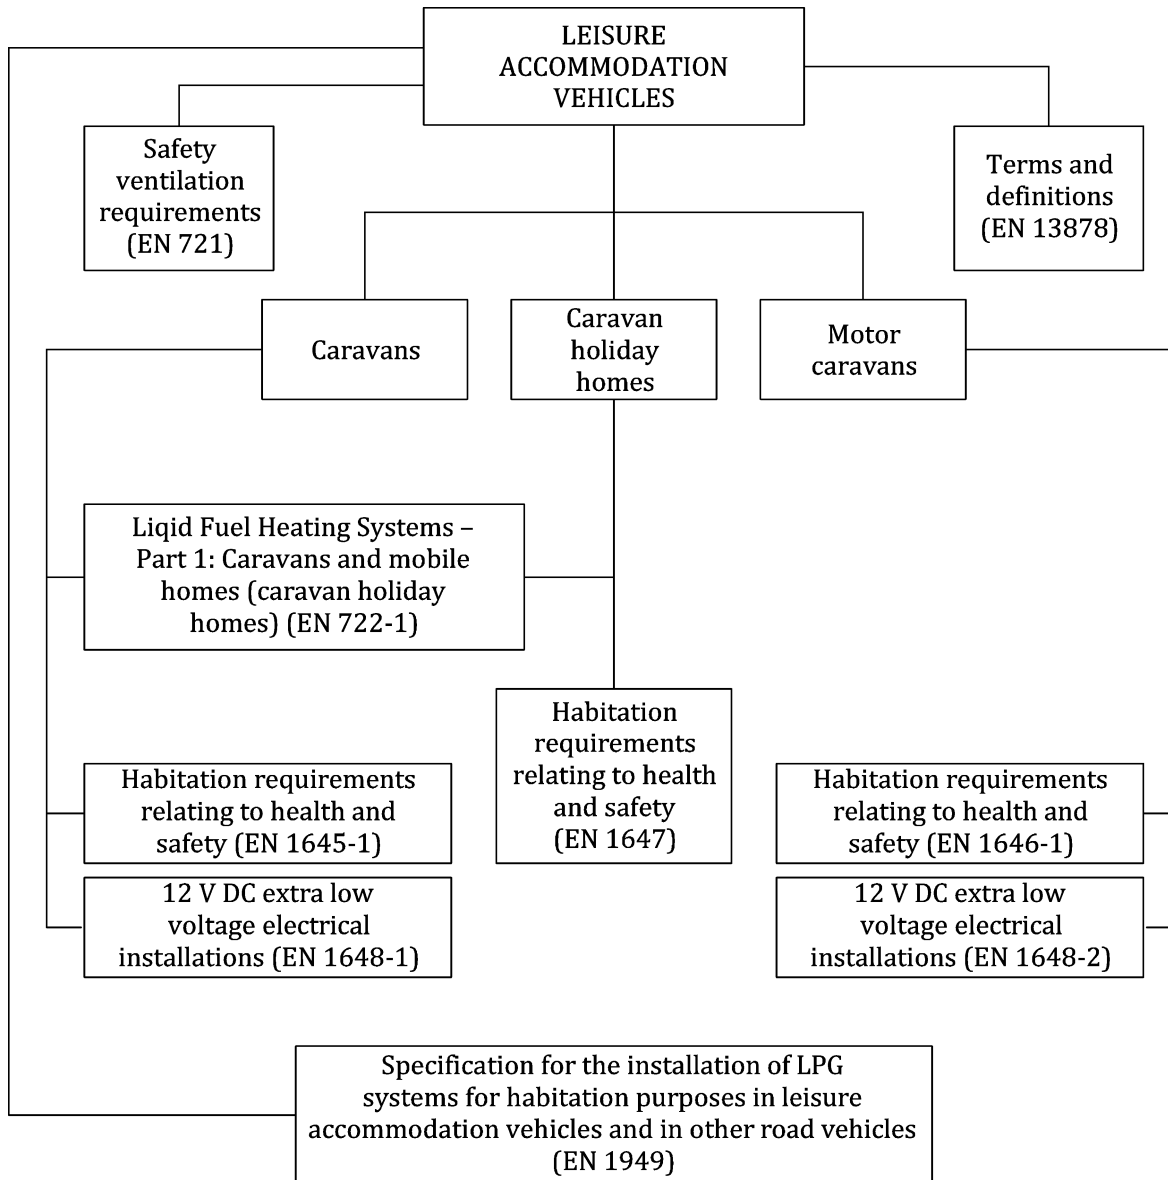 LEISURE
ACCOMMODATION
VEHICLES
Safety
ventilation
requirements
(EN 721)
Terms and
definitions
(EN 13878)
Caravans
Caravan
holiday
homes
Motor
caravans
Liqid Fuel Heating Systems –
Part 1: Caravans and mobile
homes (caravan holiday
homes) (EN 722-1)
Habitation
requirements
relating to health
and safety
(EN 1647)
Habitation requirements
relating to health and
safety (EN 1645-1)
Habitation requirements
relating to health and
safety (EN 1646-1)
12 V DC extra low
voltage electrical
installations (EN 1648-1)
12 V DC extra low
voltage electrical
installations (EN 1648-2)
Specification for the installation of LPG
systems for habitation purposes in leisure
accommodation vehicles and in other road vehicles
(EN 1949)